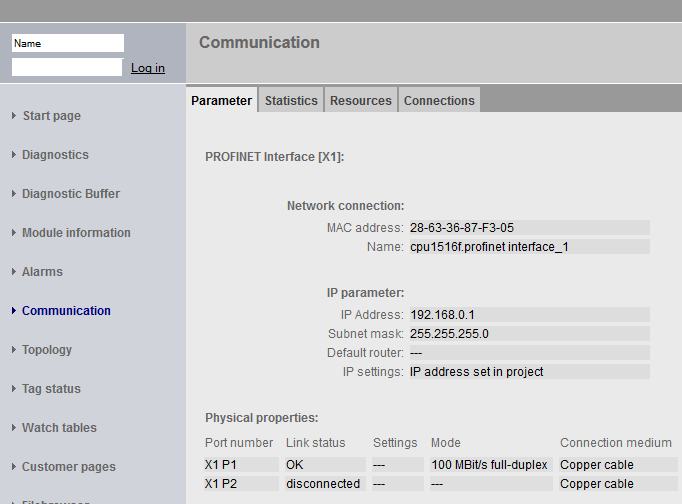 Name
Log in
Communication
Parameter Statistics Resources Connections
Start page
Diagnostics
Diagnostic Buffer
Module information
Alarms
Communication
Topology
Tag status
Watch tables
Customer pages
Filebrowser
PROFINET Interface [X1]:
Network connection:
MAC address: 28-63-36-87-F3-05
Name: cpu1516f.profinet interface_1
IP parameter:
IP Address: 192.168.0.1
Subnet mask: 255.255.255.0
Default router: ---
IP settings: IP address set in project
Physical properties:
Port number Link status Settings Mode Connection medium
X1 P1 OK --- 100 MBit/s full-duplex Copper cable
X1 P2 disconnected --- --- Copper cable